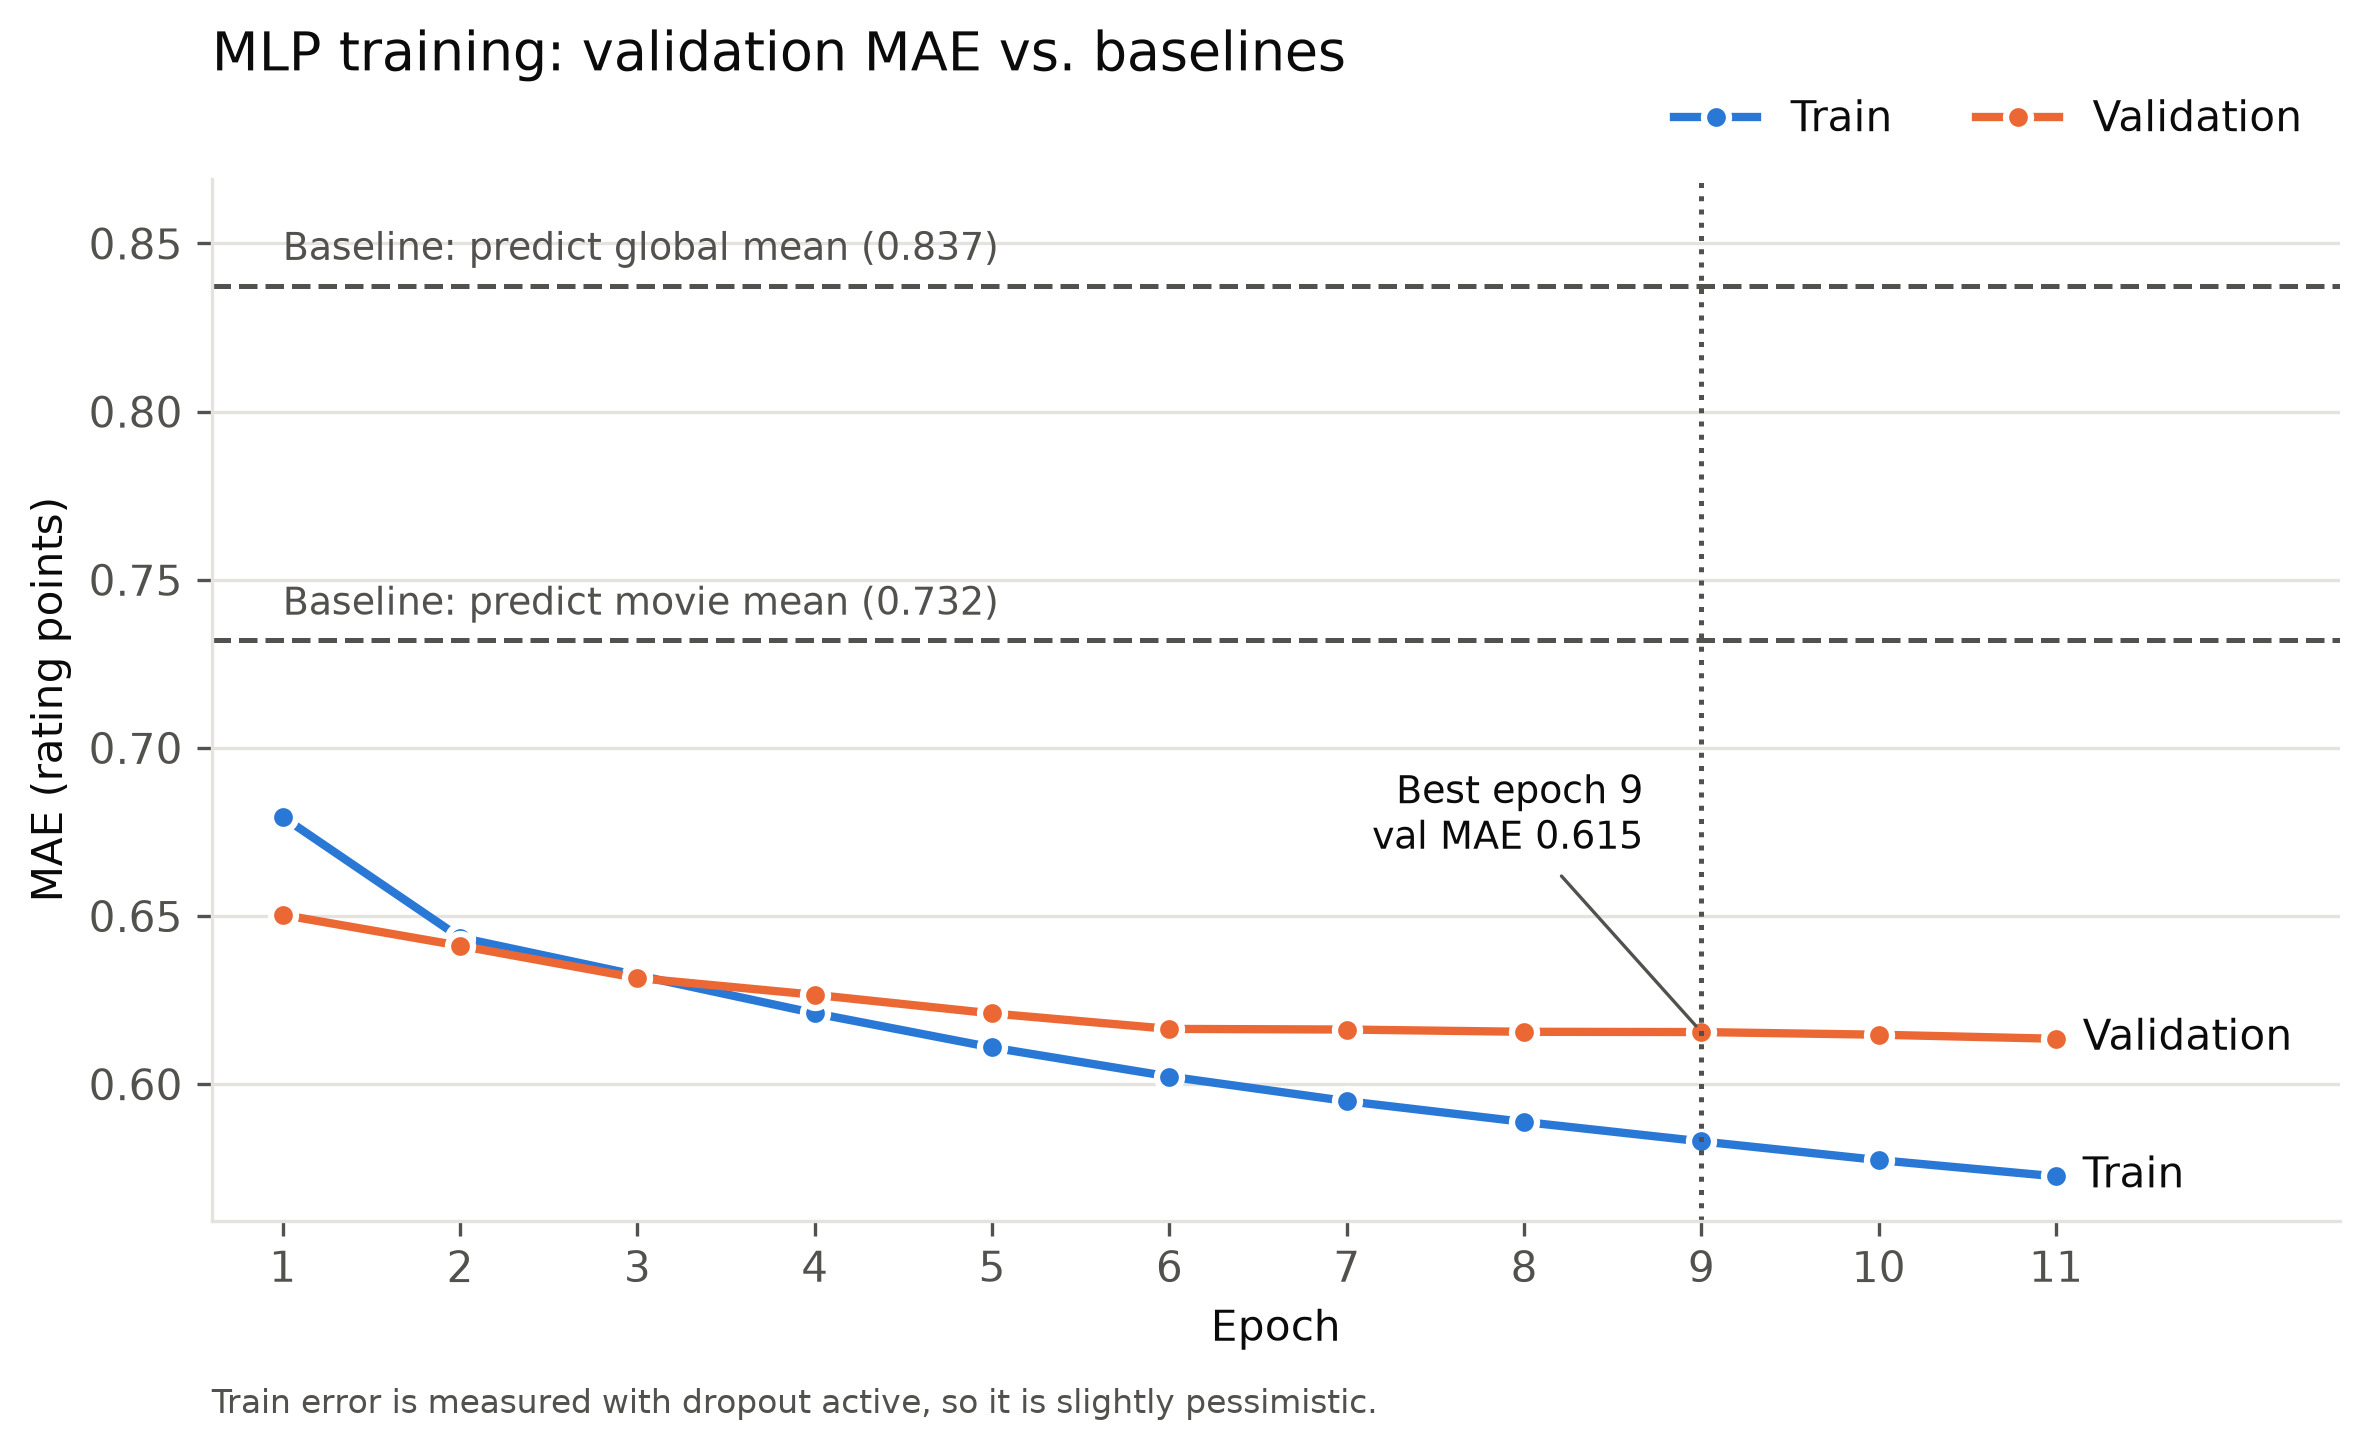 MLP training: validation MAE vs. baselines
Train
Validation
MAE (rating points)
0.85
0.80
0.75
0.70
0.65
0.60
Baseline: predict global mean (0.837)
Baseline: predict movie mean (0.732)
Best epoch 9
val MAE 0.615
Validation
Train
1 2 3 4 5 6 7 8 9 10 11
Epoch
Train error is measured with dropout active, so it is slightly pessimistic.